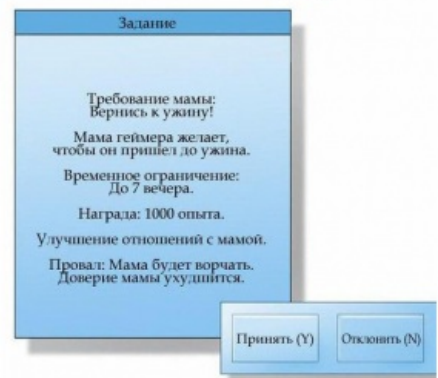 Задание
Требование мамы:
Вернись к ужину!
Мама геймера желает,
чтобы он пришел до ужина.
Временное ограничение:
До 7 вечера.
Награда: 1000 опыта.
Улучшение отношений с мамой.
Провал: Мама будет ворчать.
Доверие мамы ухудшится.
Принять (Y)
Отклонить (N)